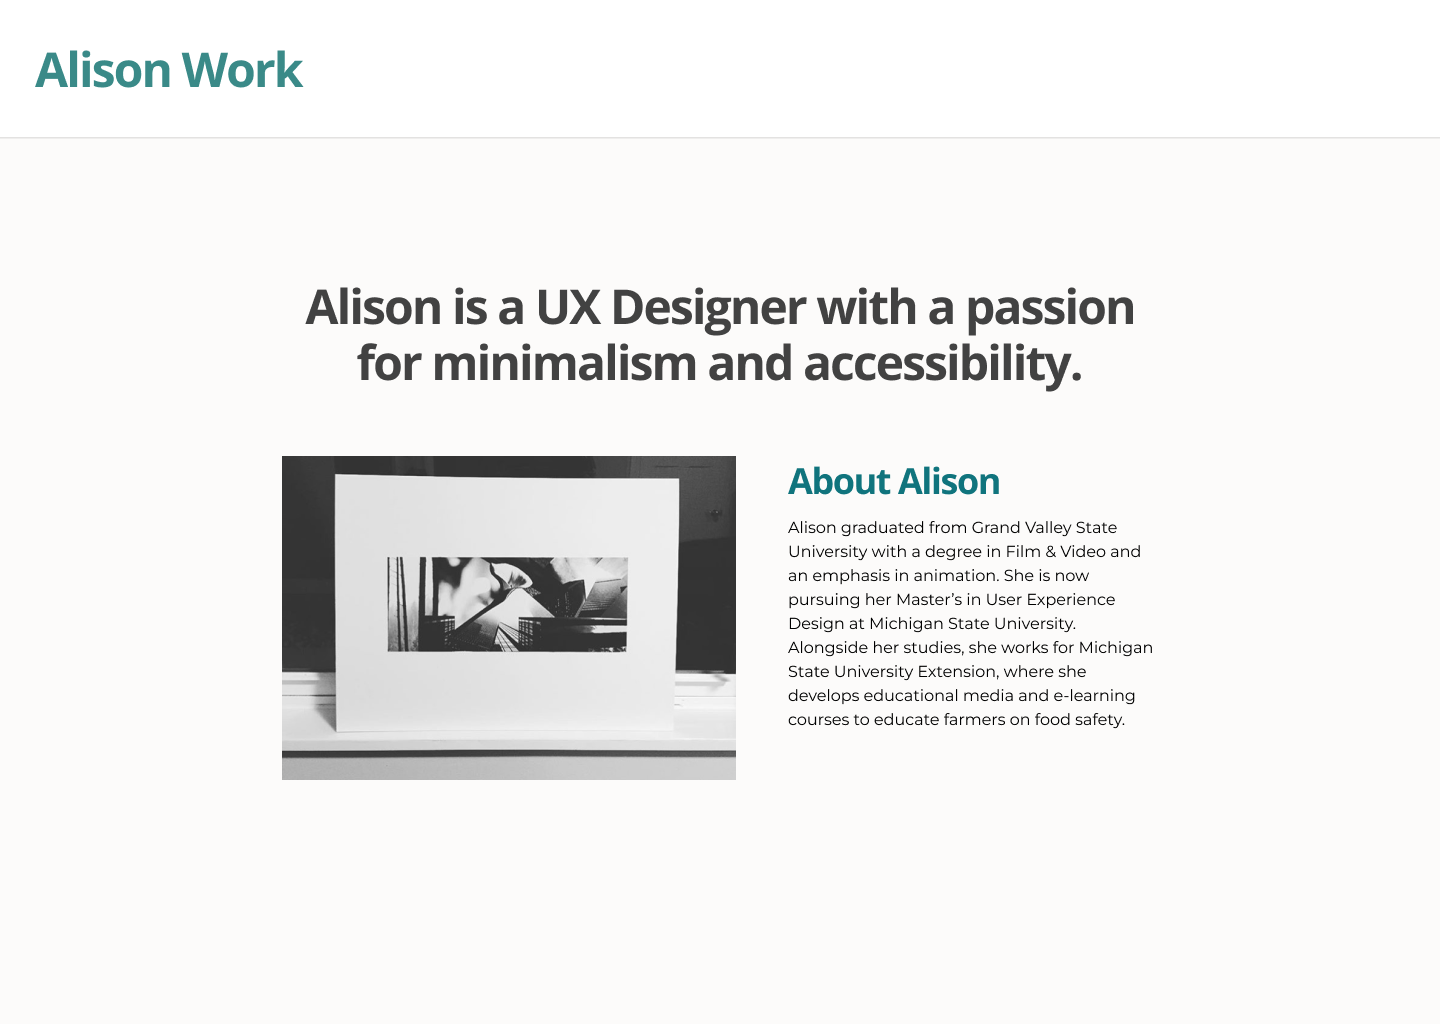 Alison Work
Alison is a UX Designer with a passion
for minimalism and accessibility.
About Alison
Alison graduated from Grand Valley State
University with a degree in Film & Video and
an emphasis in animation. She is now
pursuing her Master’s in User Experience
Design at Michigan State University.
Alongside her studies, she works for Michigan
State University Extension, where she
develops educational media and e-learning
courses to educate farmers on food safety.